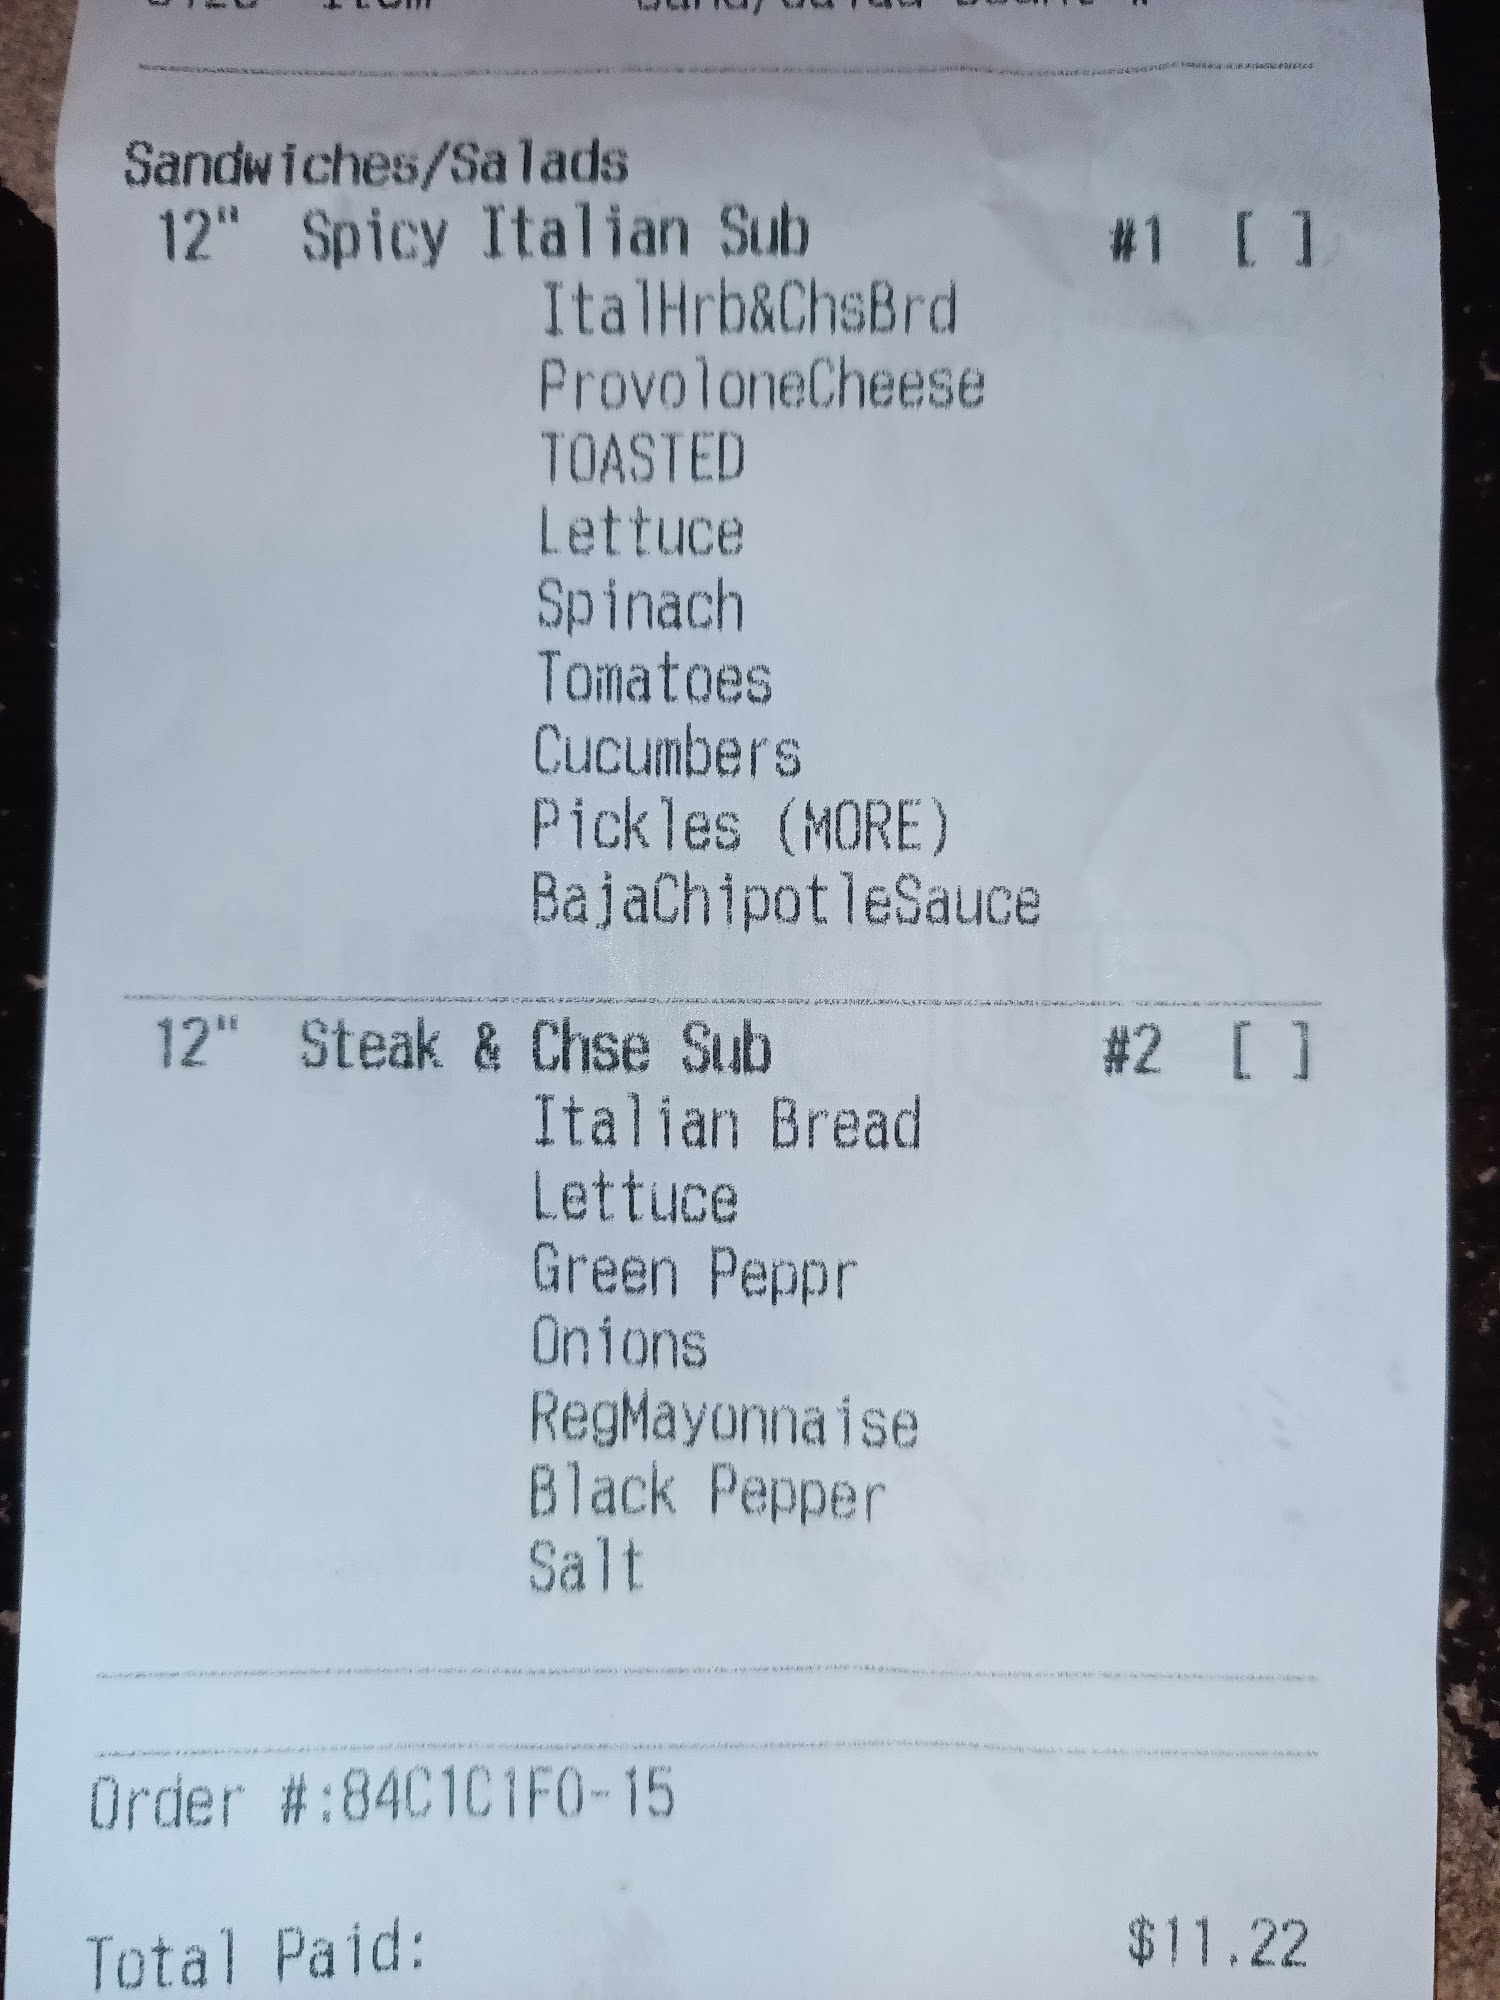 Item
Sandwiches/Salads
12" Spicy Italian Sub #1 [ ]
ItalHrb&ChsBrd
ProvoloneCheese
TOASTED
Lettuce
Spinach
Tomatoes
Cucumbers
Pickles (MORE)
BajaChipotleSauce
12" Steak & Chse Sub #2 [ ]
Italian Bread
Lettuce
Green Peppr
Onions
RegMayonnaise
Black Pepper
Salt
Order #:84C1C1F0-15
Total Paid: $11.22